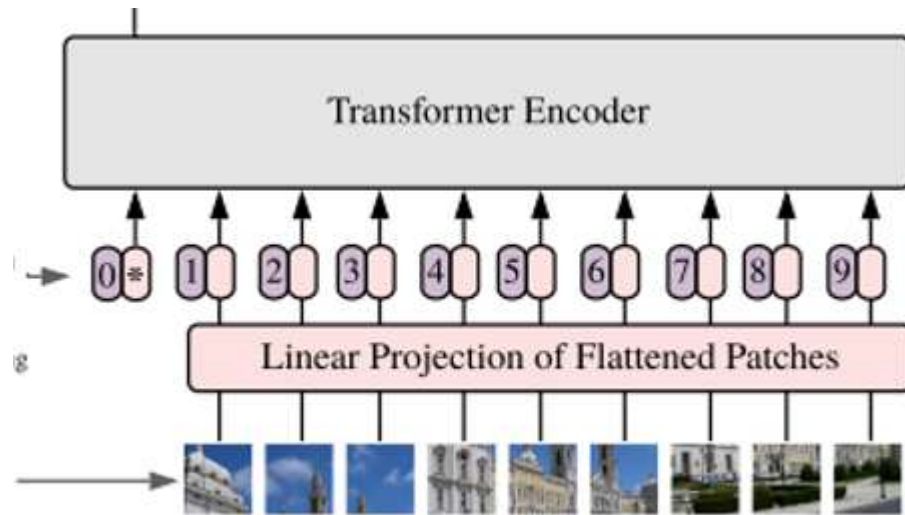 Transformer Encoder
0 * 1 2 3 4 5 6 7 8 9
Linear Projection of Flattened Patches